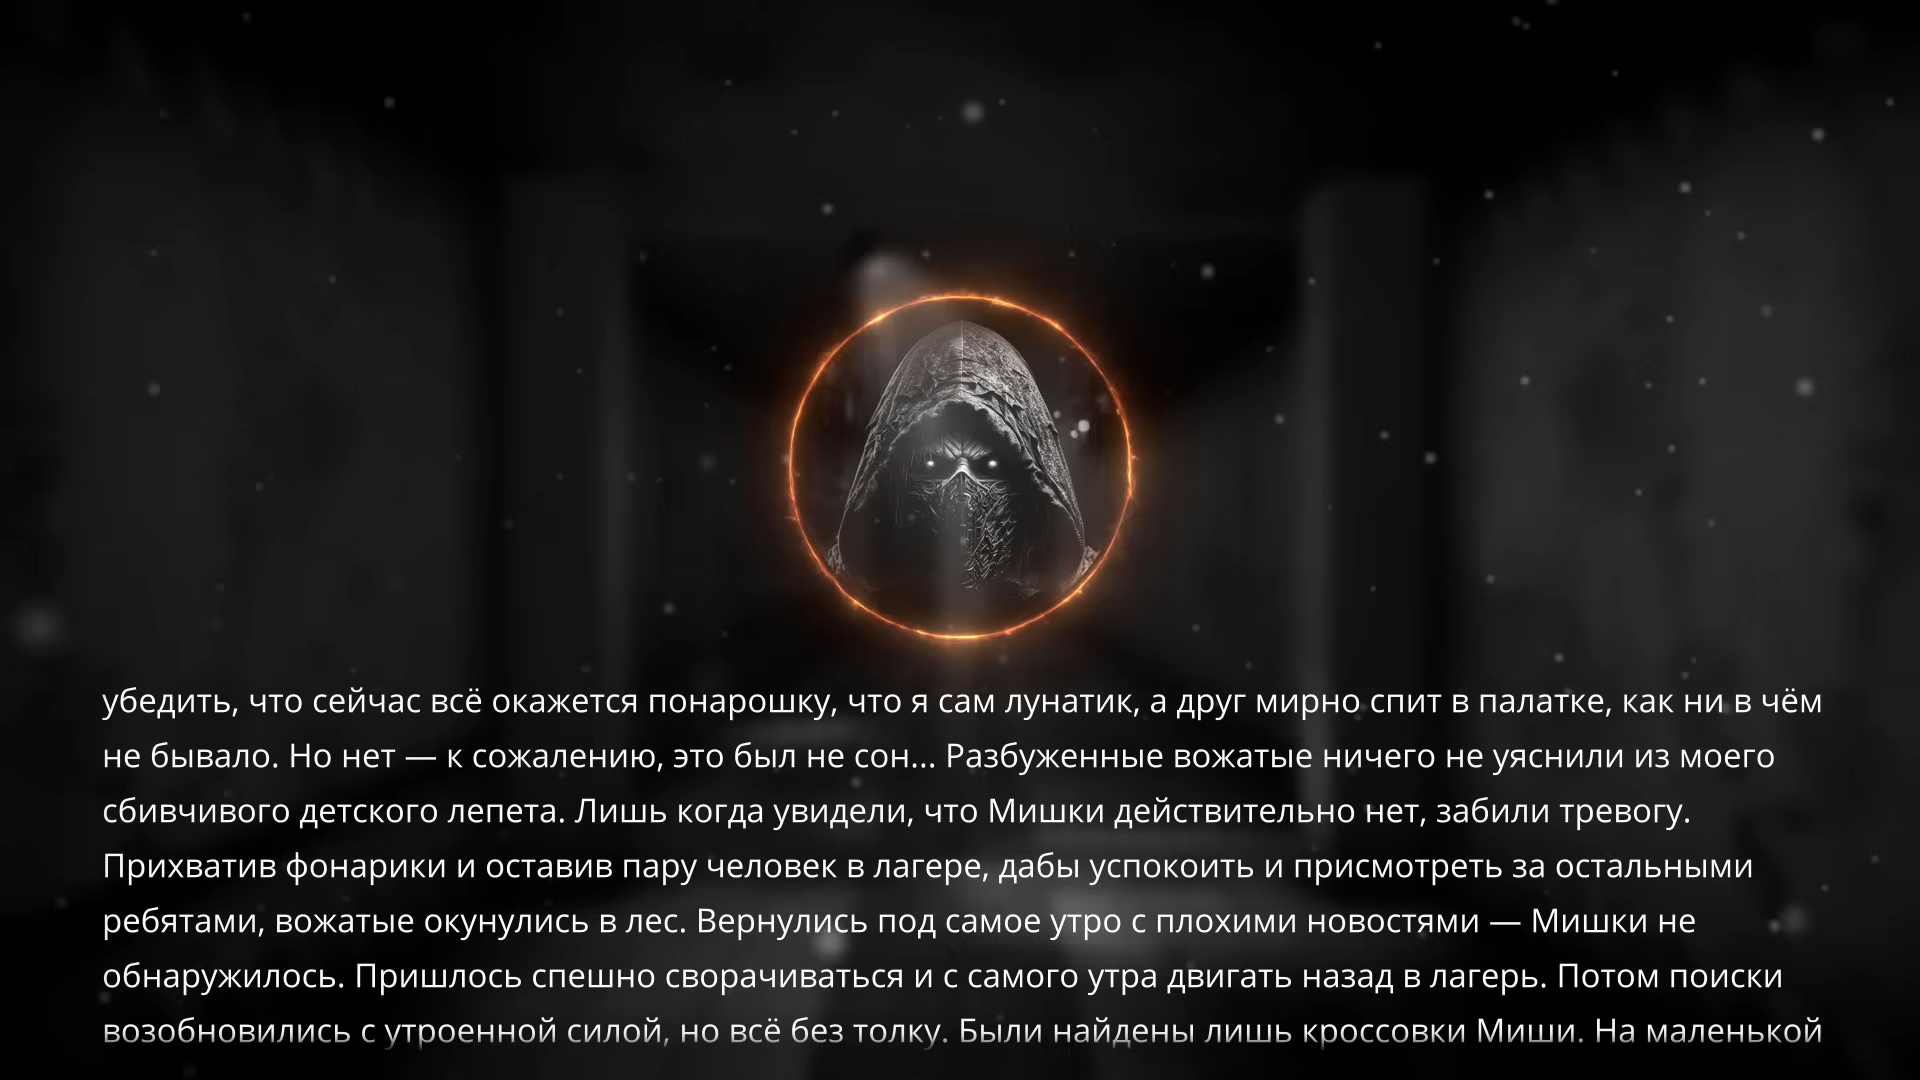 убедить, что сейчас всё окажется понарошку, что я сам лунатик, а друг мирно спит в палатке, как ни в чём
не бывало. Но нет — к сожалению, это был не сон... Разбуженные вожатые ничего не уяснили из моего
сбивчивого детского лепета. Лишь когда увидели, что Мишки действительно нет, забили тревогу.
Прихватив фонарики и оставив пару человек в лагере, дабы успокоить и присмотреть за остальными
ребятами, вожатые окунулись в лес. Вернулись под самое утро с плохими новостями — Мишки не
обнаружилось. Пришлось спешно сворачиваться и с самого утра двигать назад в лагерь. Потом поиски
возобновились с утроенной силой, но всё без толку. Были найдены лишь кроссовки Миши. На маленькой